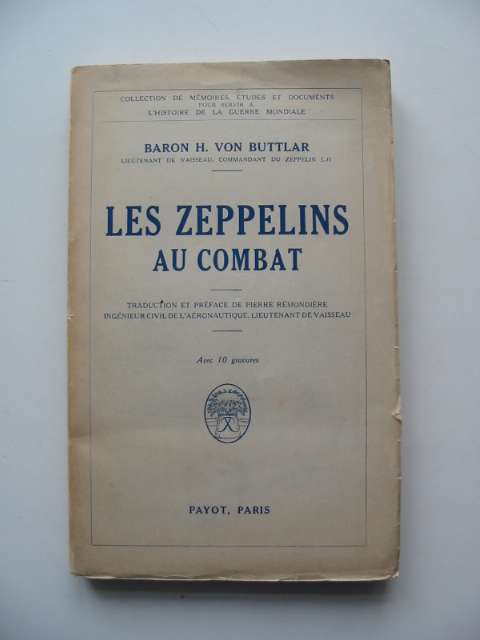 COLLECTION DE MÉMOIRES, ÉTUDES ET DOCUMENTS
POUR SERVIR A
L'HISTOIRE DE LA GUERRE MONDIALE
BARON H. VON BUTTLAR
LIEUTENANT DE VAISSEAU, COMMANDANT DU ZEPPELIN
LES ZEPPELINS
AU COMBAT
TRADUCTION ET PRÉFACE DE PIERRE REMONDIÈRE
INGÉNIEUR CIVIL DE L'AÉRONAUTIQUE, LIEUTENANT DE VAISSEAU
Avec 10 gravures
PAYOT, PARIS